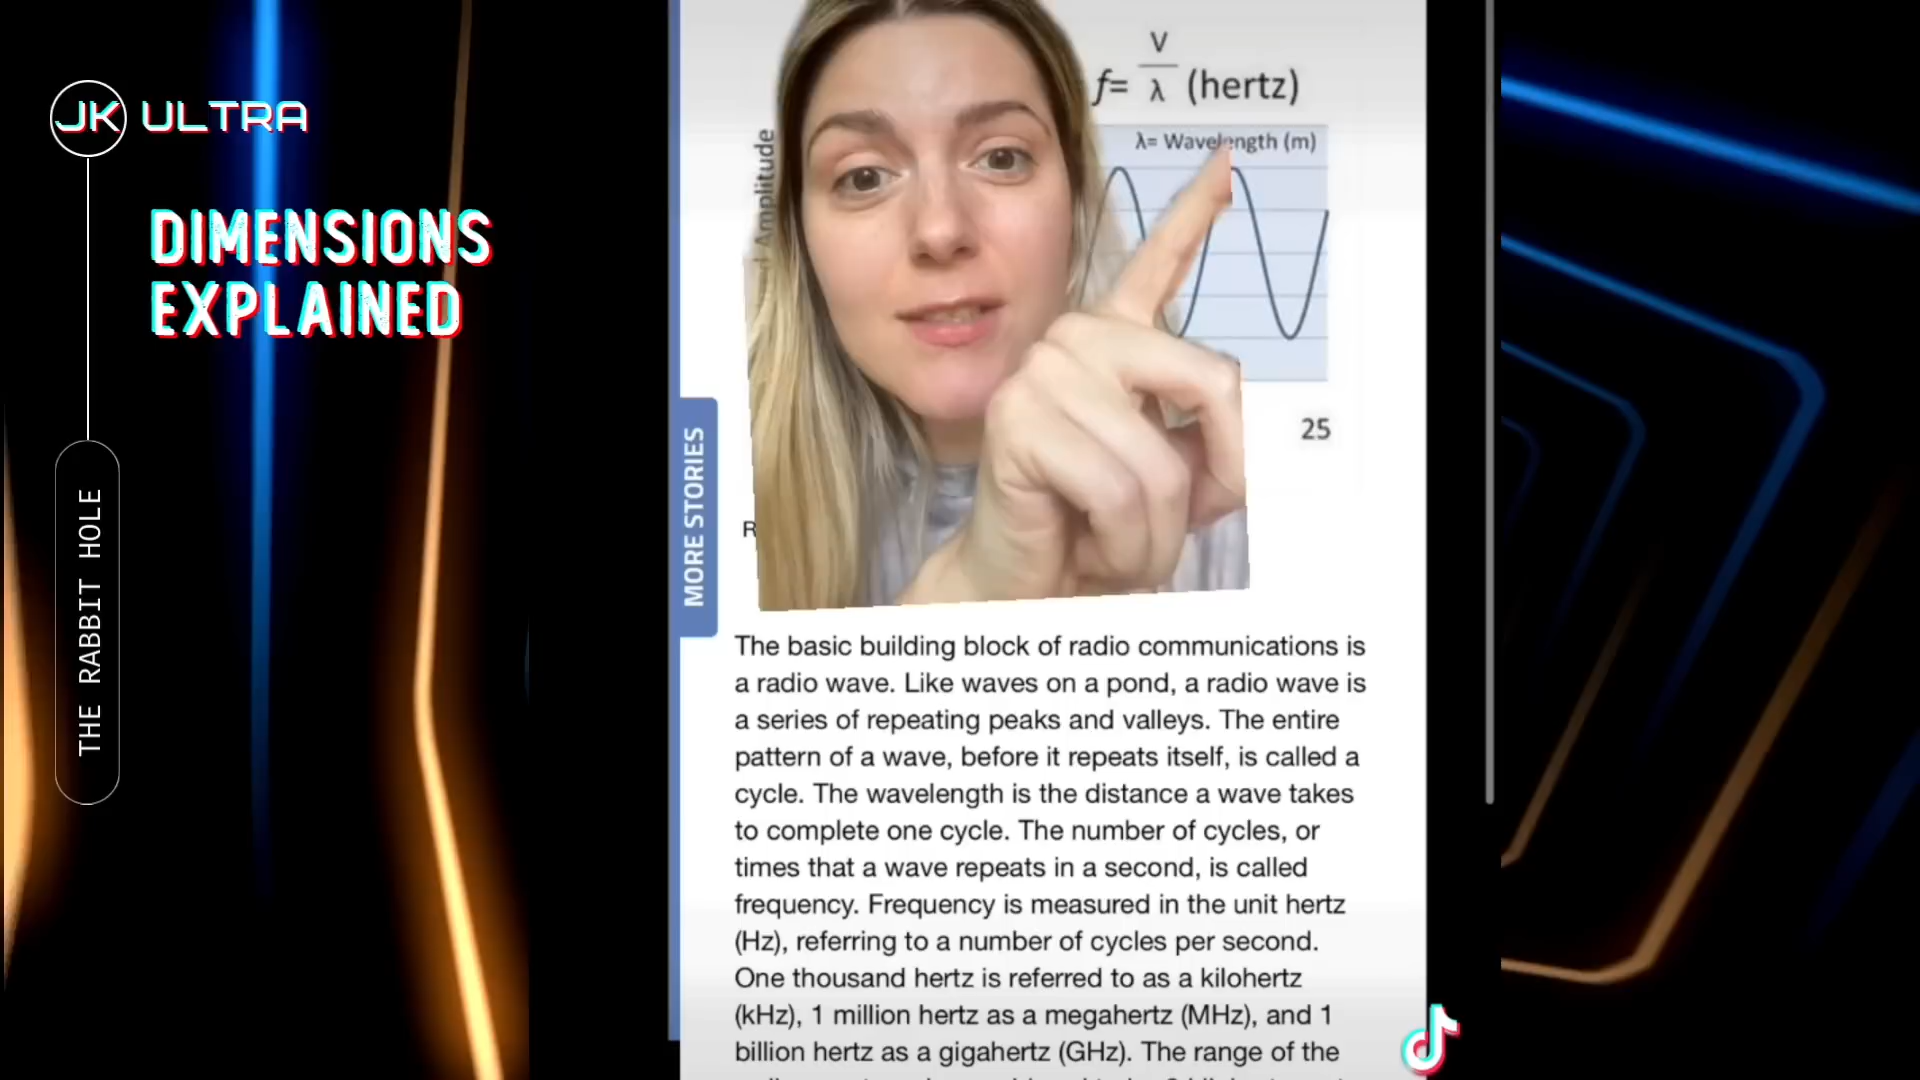 JK ULTRA
DIMENSIONS
EXPLAINED
THE RABBIT HOLE
V
f= λ (hertz)
λ= Wavelength (m)
Amplitude
25
MORE STORIES
R
The basic building block of radio communications is
a radio wave. Like waves on a pond, a radio wave is
a series of repeating peaks and valleys. The entire
pattern of a wave, before it repeats itself, is called a
cycle. The wavelength is the distance a wave takes
to complete one cycle. The number of cycles, or
times that a wave repeats in a second, is called
frequency. Frequency is measured in the unit hertz
(Hz), referring to a number of cycles per second.
One thousand hertz is referred to as a kilohertz
(kHz), 1 million hertz as a megahertz (MHz), and 1
billion hertz as a gigahertz (GHz). The range of the